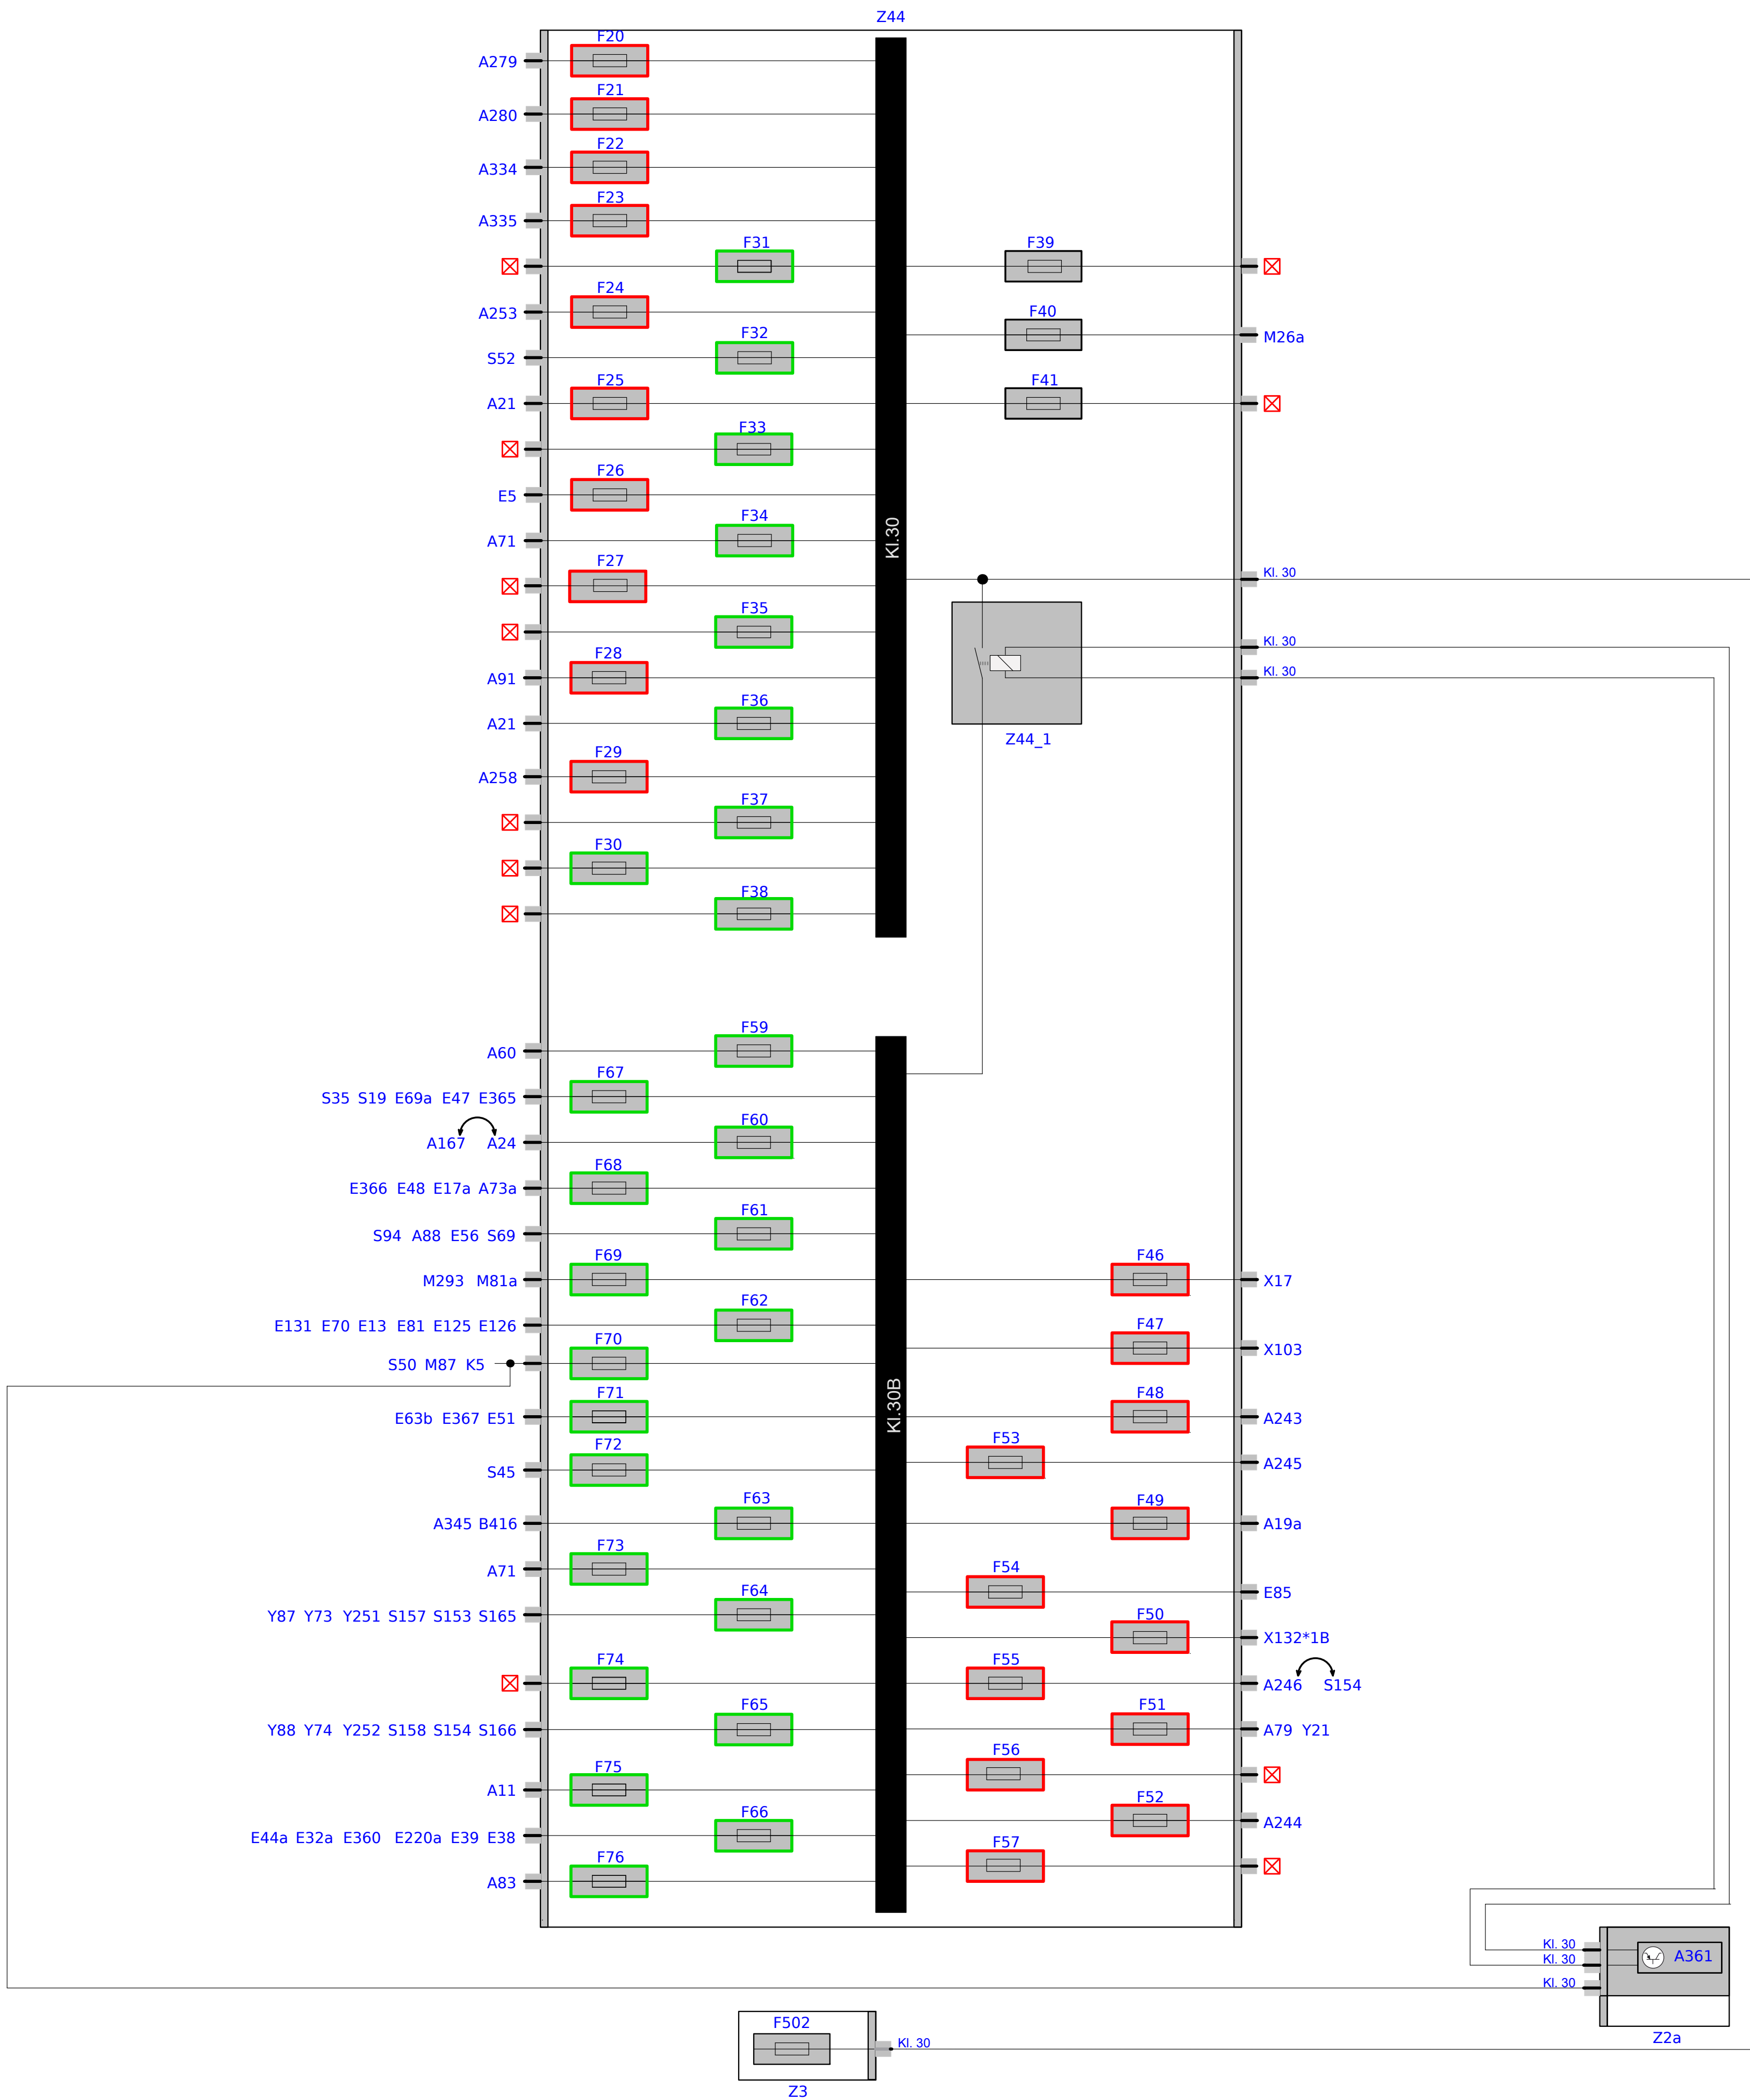 Z44
F20
A279
F21
A280
F22
A334
F23
A335
F31 F39
F24
A253
F32 F40
S52 M26a
F25 F41
A21
F33
F26
E5
F34
A71
Kl.30
F27
Kl. 30
F35
Kl. 30
F28
A91 Kl. 30
F36
A21 Z44_1
F29
A258
F37
F30
F38
F59
A60
F67
S35 S19 E69a E47 E365
F60
A167 A24
F68
E366 E48 E17a A73a
F61
S94 A88 E56 S69
F69 F46
M293 M81a X17
F62 F47
E131 E70 E13 E81 E125 E126
F70
S50 M87 K5 X103
F71 F48
Kl.30B
E63b E367 E51 A243
F72 F53
S45 A245
F63 F49
A345 B416 A19a
F73 F54
A71 E85
F64 F50
Y87 Y73 Y251 S157 S153 S165 X132*1B
F74 F55
A246 S154
F65 F51
Y88 Y74 Y252 S158 S154 S166 A79 Y21
F75 F56
A11
F66 F52
E44a E32a E360 E220a E39 E38 A244
F76 F57
A83
Kl. 30 A361
Kl. 30
Kl. 30
F502
Kl. 30
Z2a
Z3